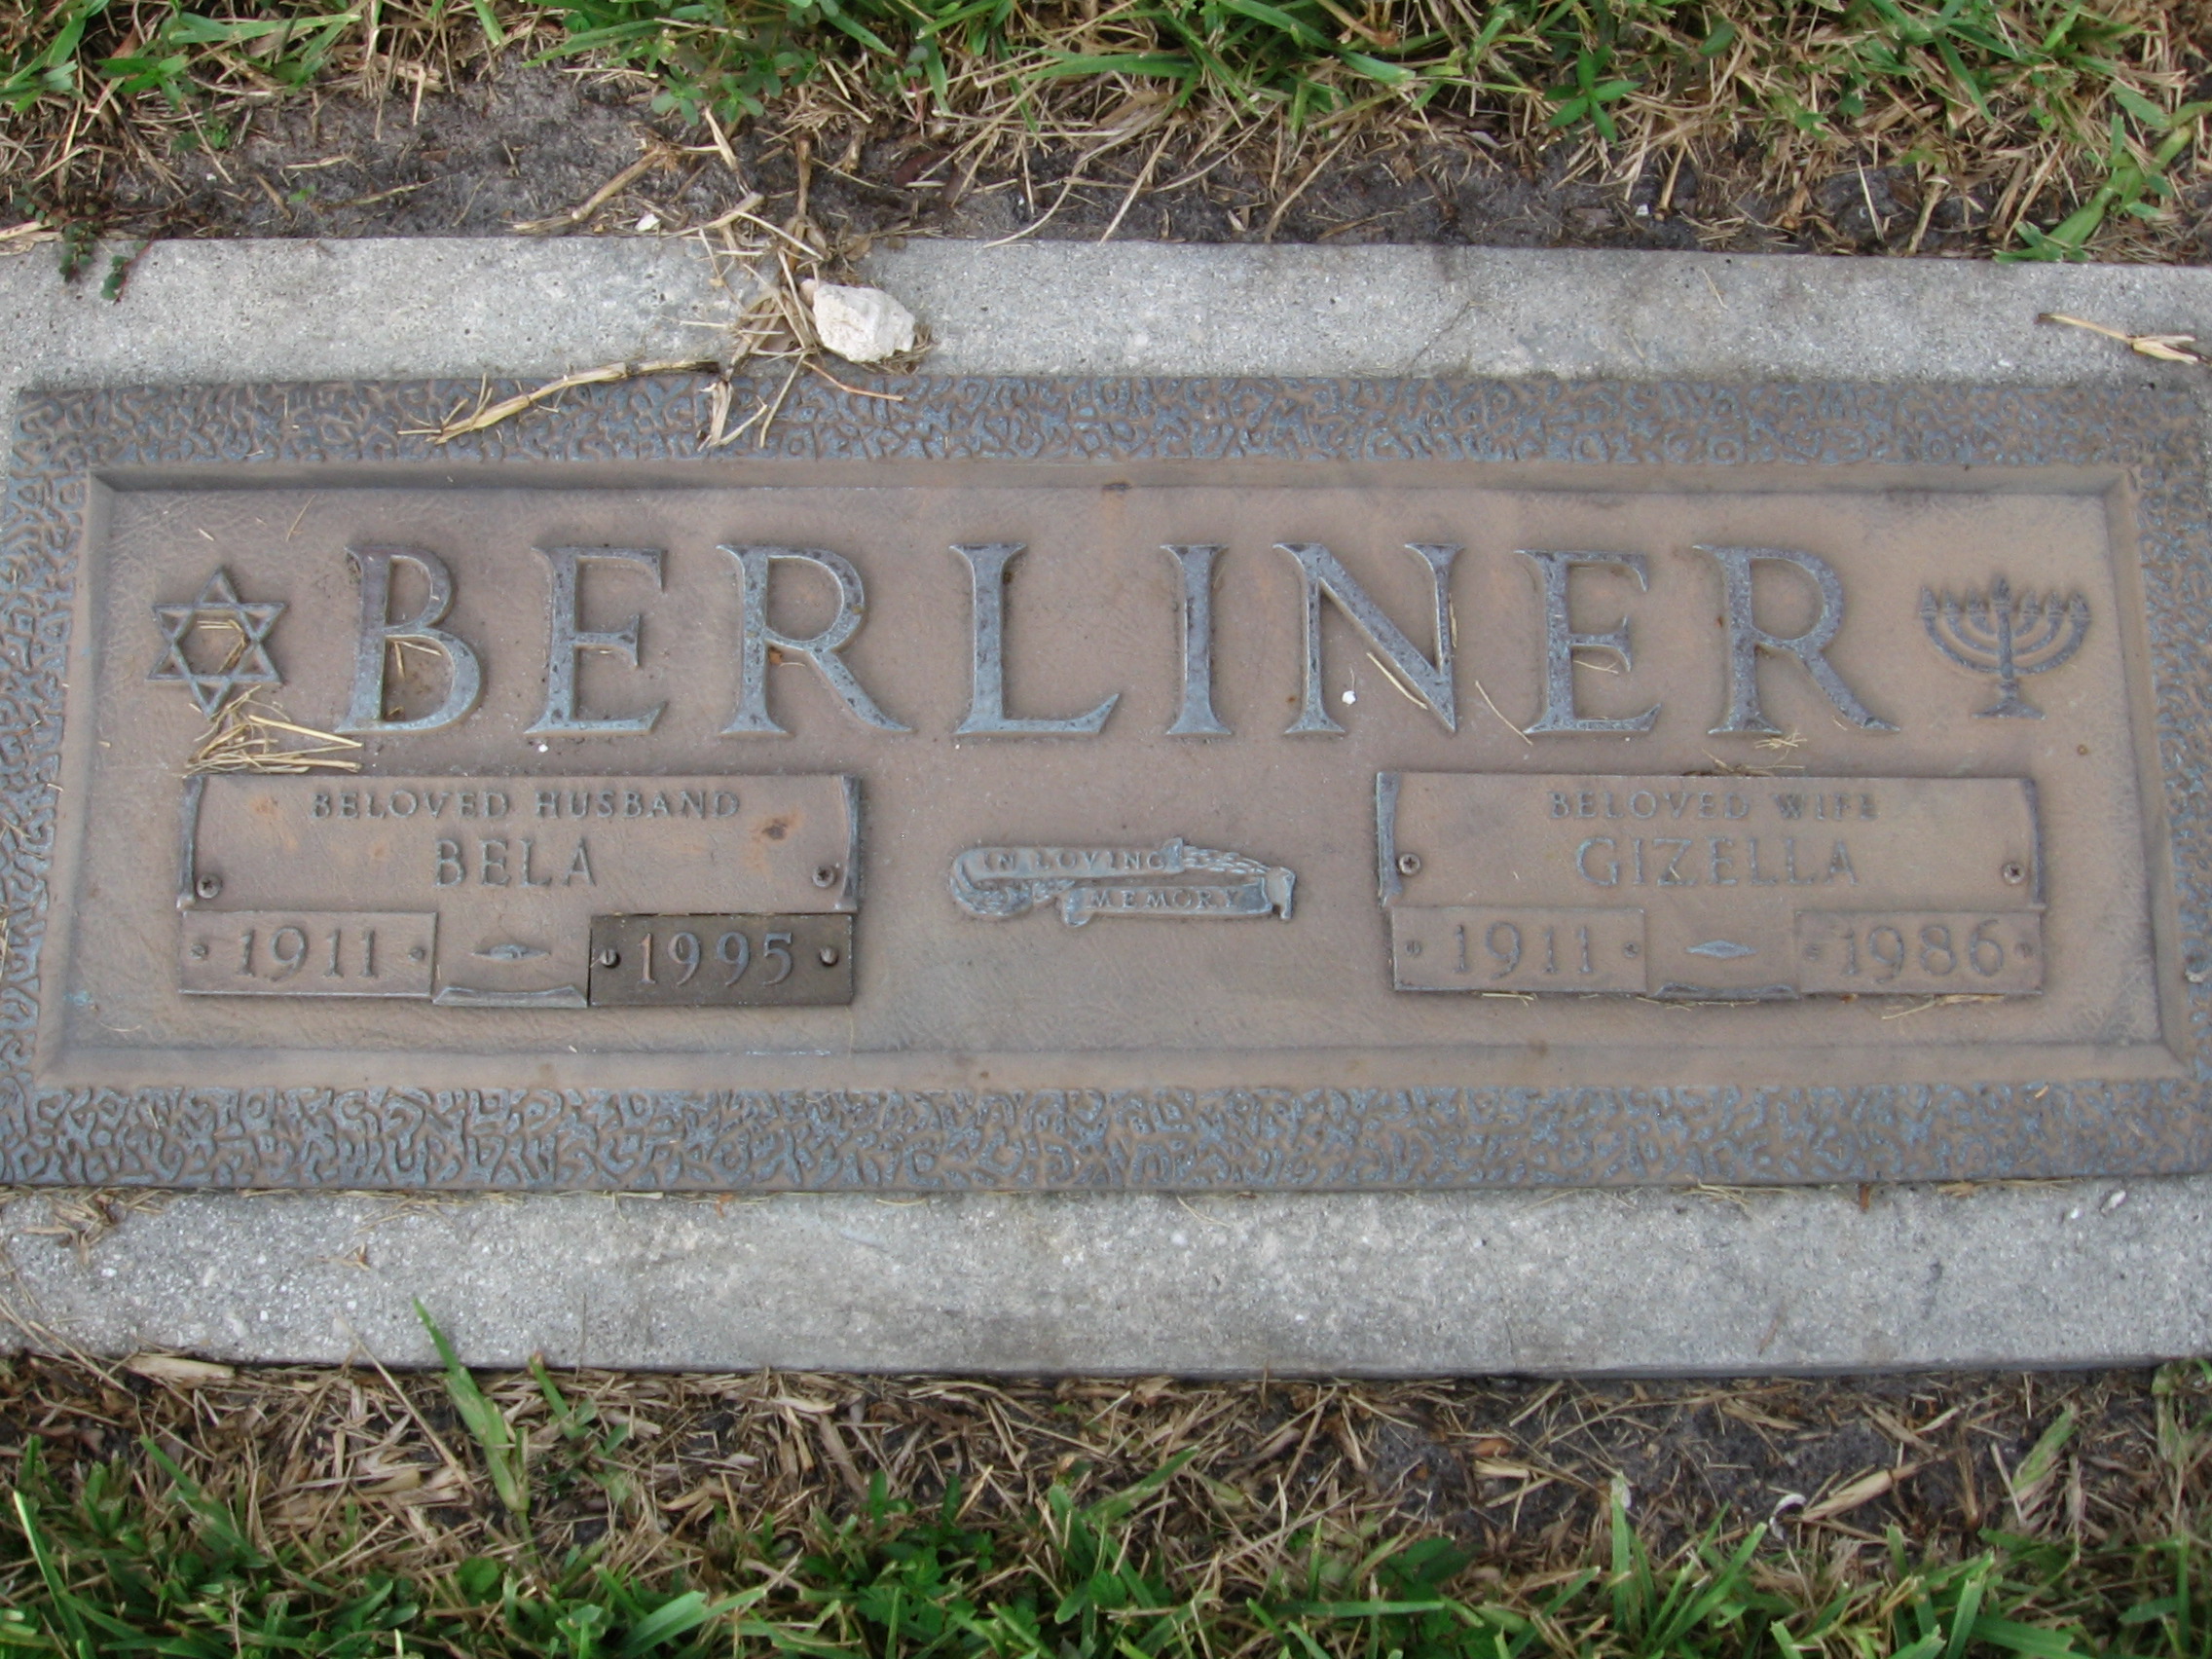 BERLINER
BELOVED HUSBAND
BELA
1911 1995
IN LOVING
MEMORY
BELOVED WIFE
GIZELLA
1911 1986